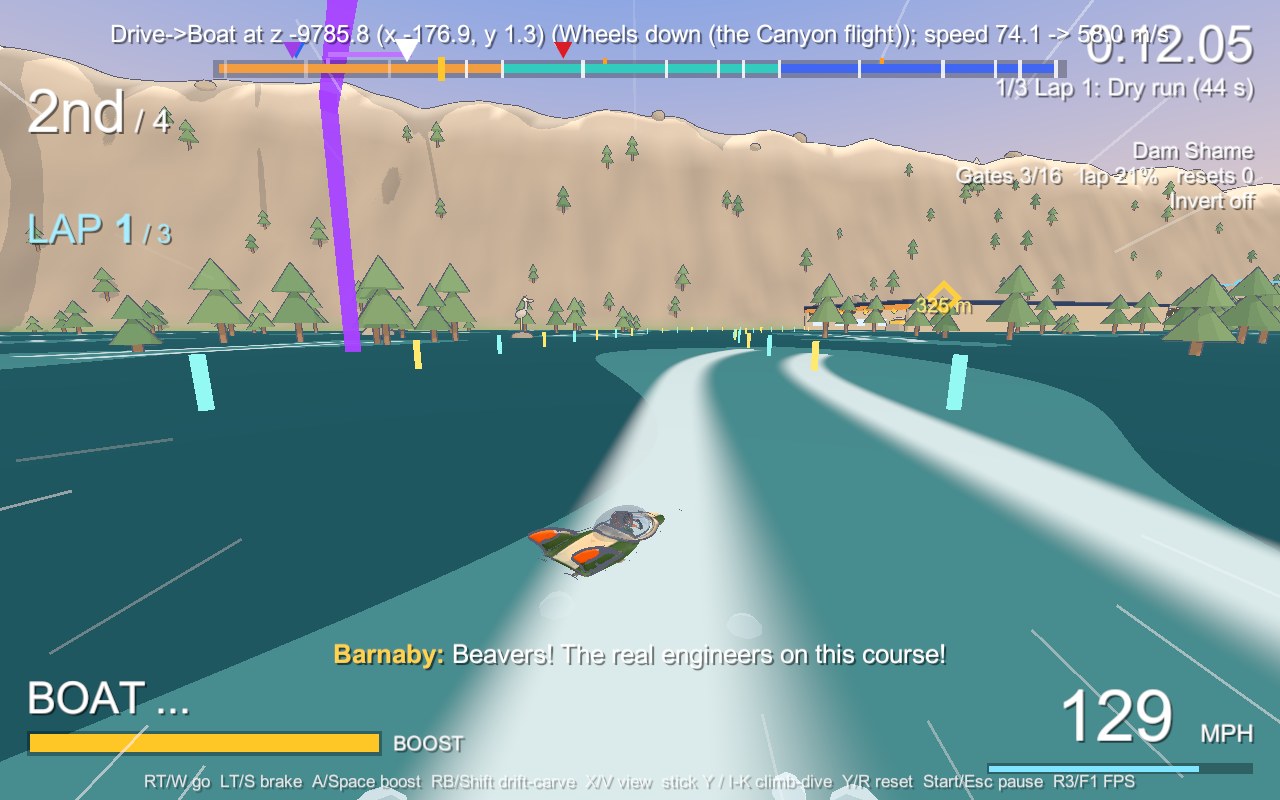 Drive->Boat at z -9785.8 (x -176.9, y 1.3) (Wheels down (the Canyon flight)); speed 74.1 -> 58.0 m/s
0:12.05
2nd / 4
1/3 Lap 1: Dry run (44 s)
Dam Shame
Gates 3/16 lap 21% resets 0
Invert off
LAP 1 / 3
325 m
Barnaby: Beavers! The real engineers on this course!
BOAT ...
BOOST
129 MPH
RT/W go LT/S brake A/Space boost RB/Shift drift-carve X/V view stick Y / I-K climb-dive Y/R reset Start/Esc pause R3/F1 FPS